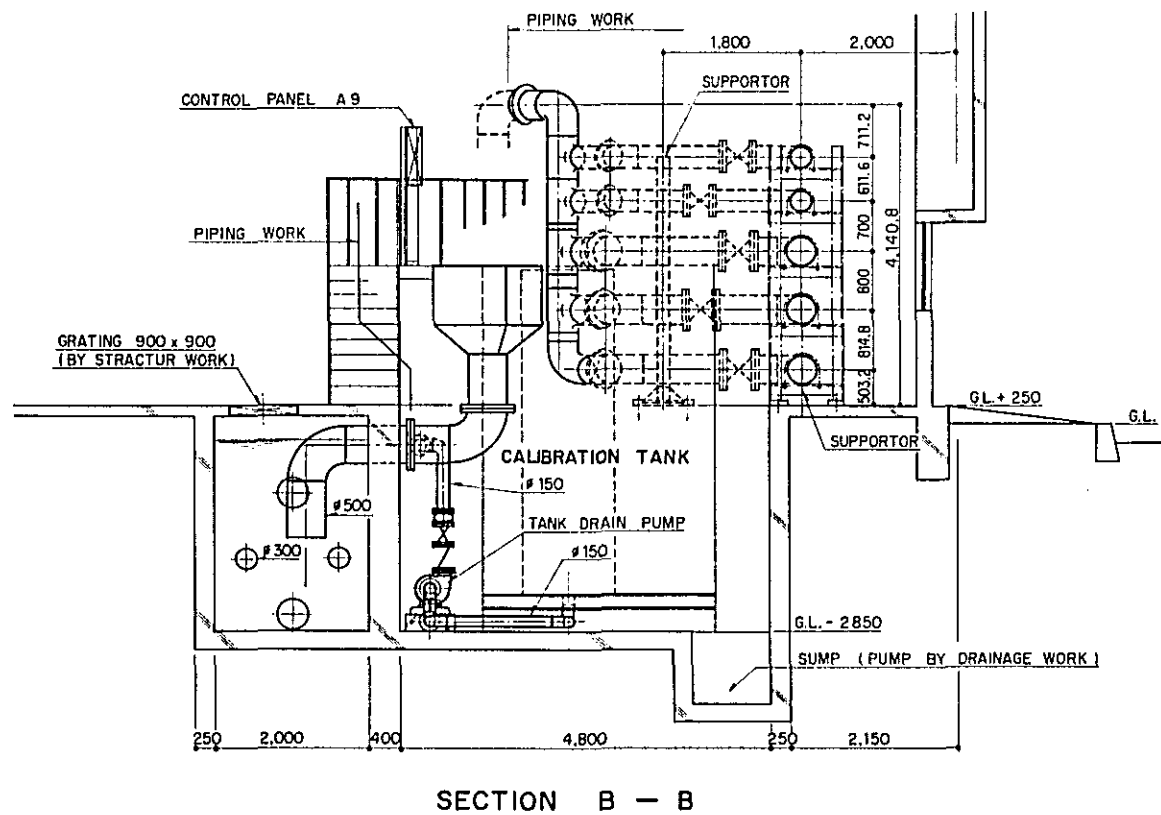 PIPING WORK
1,800
2,000
SUPPORTOR
CONTROL PANEL A9
711.2
611.6
700
4,140.8
PIPING WORK
800
GRATING 900 x 900
(BY STRACTUR WORK)
814.8
503.2
G.L.+ 250
G.L.
SUPPORTOR
CALIBRATION TANK
ø150
ø500
TANK DRAIN PUMP
ø300
ø150
G.L.- 2850
SUMP (PUMP BY DRAINAGE WORK)
250
2,000
400
4,800
250
2,150
SECTION B - B